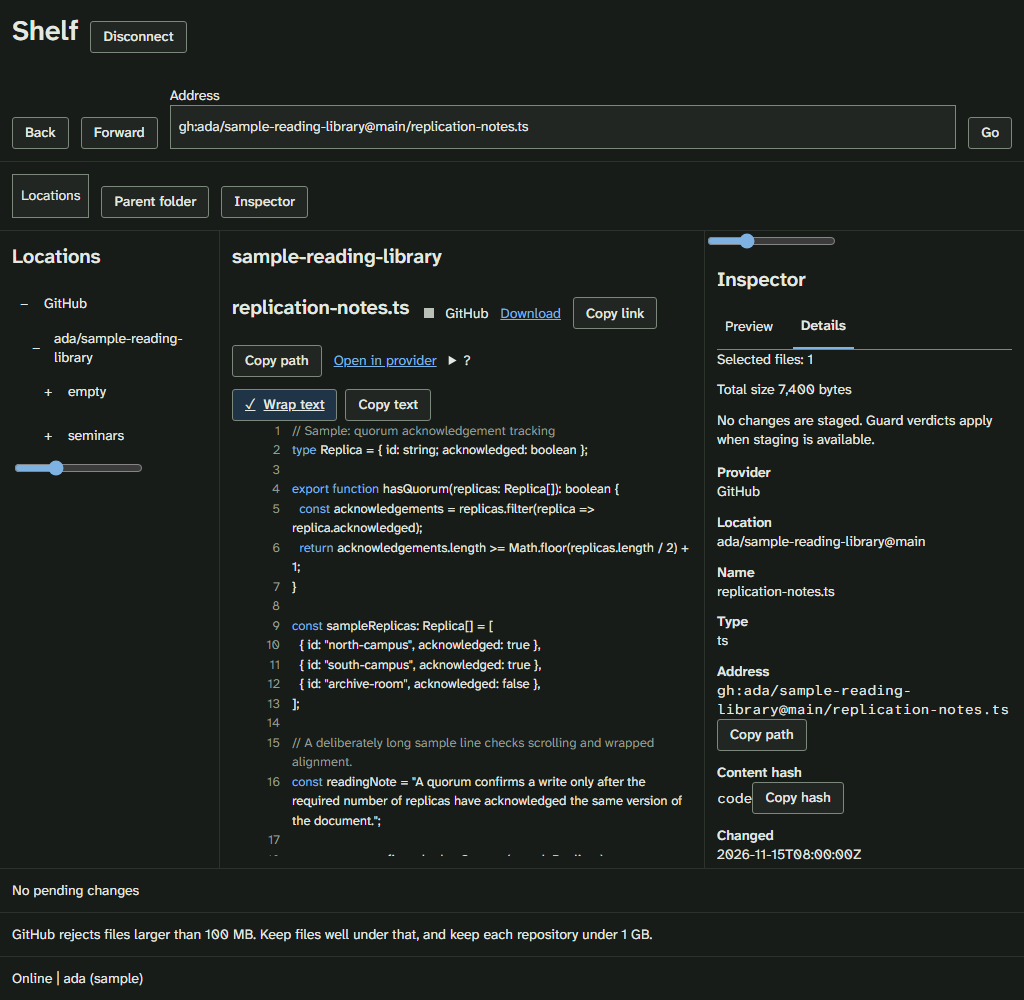 Shelf
Disconnect
Address
Back
Forward
gh:ada/sample-reading-library@main/replication-notes.ts
Go
Locations
Parent folder
Inspector
Locations
− GitHub
− ada/sample-reading-
library
+ empty
+ seminars
sample-reading-library
replication-notes.ts
GitHub
Download
Copy link
Copy path
Open in provider
▶ ?
✓ Wrap text
Copy text
1 // Sample: quorum acknowledgement tracking
2 type Replica = { id: string; acknowledged: boolean };
3
4 export function hasQuorum(replicas: Replica[]): boolean {
5 const acknowledgements = replicas.filter(replica =>
replica.acknowledged);
6 return acknowledgements.length >= Math.floor(replicas.length / 2) +
1;
7 }
8
9 const sampleReplicas: Replica[] = [
10 { id: "north-campus", acknowledged: true },
11 { id: "south-campus", acknowledged: true },
12 { id: "archive-room", acknowledged: false },
13 ];
14
15 // A deliberately long sample line checks scrolling and wrapped
alignment.
16 const readingNote = "A quorum confirms a write only after the
required number of replicas have acknowledged the same version of
the document.";
17
Inspector
Preview
Details
Selected files: 1
Total size 7,400 bytes
No changes are staged. Guard verdicts apply
when staging is available.
Provider
GitHub
Location
ada/sample-reading-library@main
Name
replication-notes.ts
Type
ts
Address
gh:ada/sample-reading-
library@main/replication-notes.ts
Copy path
Content hash
code
Copy hash
Changed
2026-11-15T08:00:00Z
No pending changes
GitHub rejects files larger than 100 MB. Keep files well under that, and keep each repository under 1 GB.
Online | ada (sample)